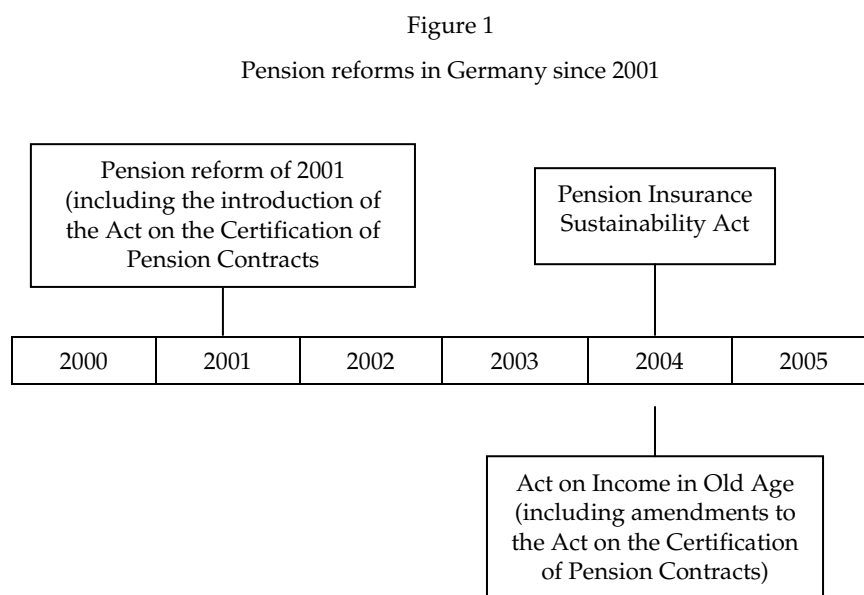 Figure 1
Pension reforms in Germany since 2001
Pension reform of 2001
(including the introduction of
the Act on the Certification of
Pension Contracts
Pension Insurance
Sustainability Act
2000 2001 2002 2003 2004 2005
Act on Income in Old Age
(including amendments to
the Act on the Certification
of Pension Contracts)